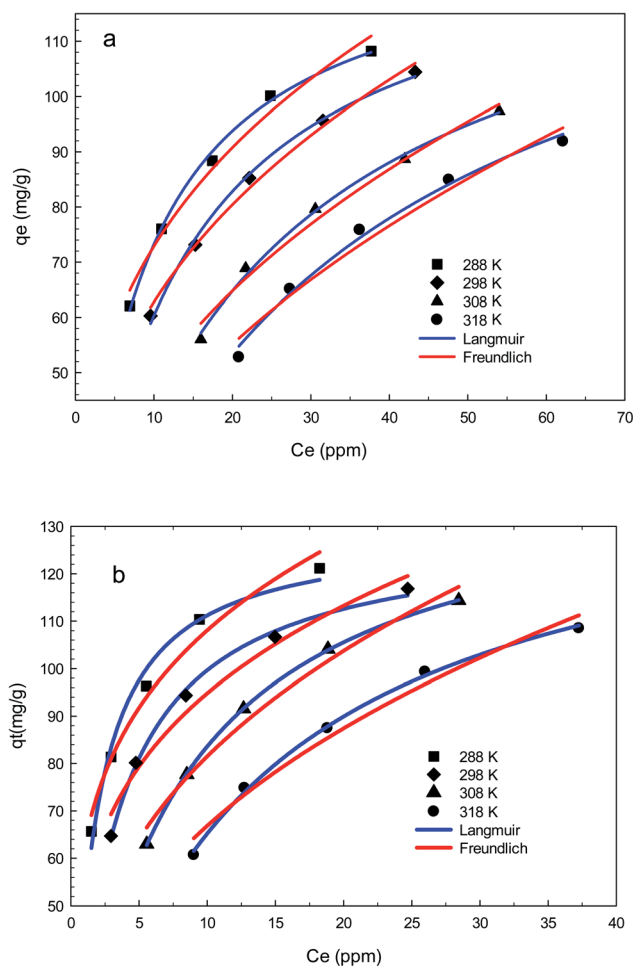 a
110
100
90
80
70
60
50
qe (mg/g)
288 K
298 K
308 K
318 K
Langmuir
Freundlich
0 10 20 30 40 50 60 70
Ce (ppm)
130
b
120
110
100
90
80
70
60
50
qt(mg/g)
288 K
298 K
308 K
318 K
Langmuir
Freundlich
0 5 10 15 20 25 30 35 40
Ce (ppm)